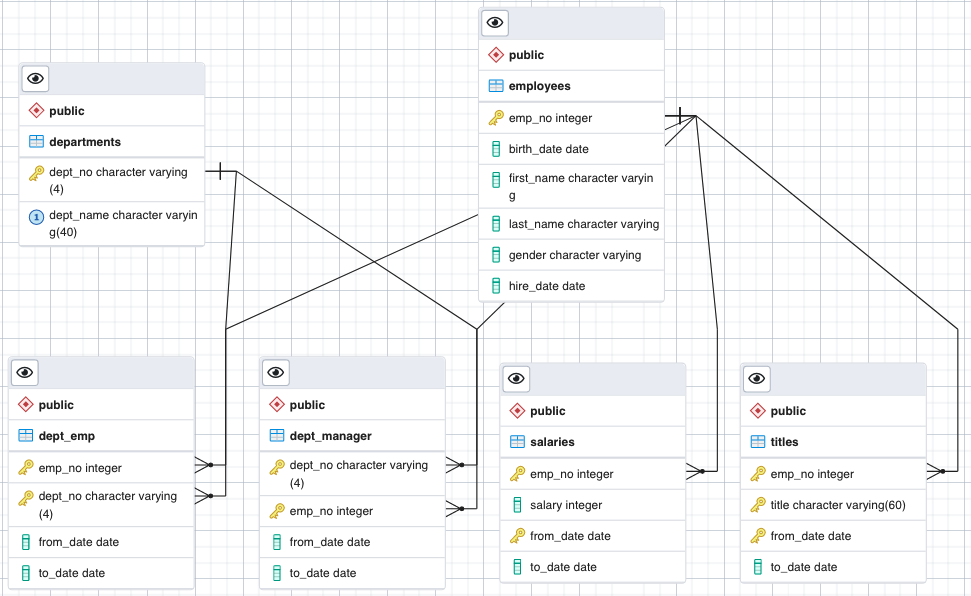 public
departments
dept_no character varying
(4)
dept_name character varyin
g(40)
public
employees
emp_no integer
birth_date date
first_name character varyin
g
last_name character varying
gender character varying
hire_date date
public
dept_emp
emp_no integer
dept_no character varying
(4)
from_date date
to_date date
public
dept_manager
dept_no character varying
(4)
emp_no integer
from_date date
to_date date
public
salaries
emp_no integer
salary integer
from_date date
to_date date
public
titles
emp_no integer
title character varying(60)
from_date date
to_date date